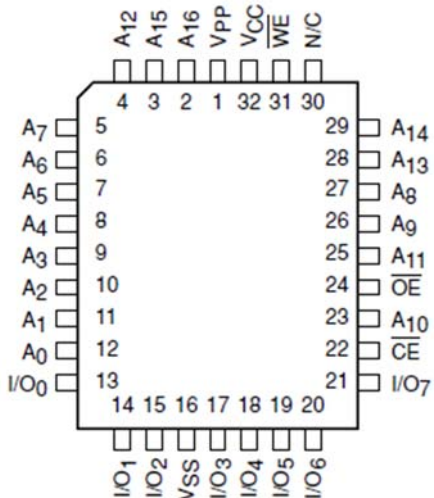 A12 A15 A16 VPP VCC W̅E̅ N/C
4 3 2 1 32 31 30
A7 5 29 A14
A6 6 28 A13
A5 7 27 A8
A4 8 26 A9
A3 9 25 A11
A2 10 24 O̅E̅
A1 11 23 A10
A0 12 22 C̅E̅
I/O0 13 21 I/O7
14 15 16 17 18 19 20
I/O1 I/O2 VSS I/O3 I/O4 I/O5 I/O6